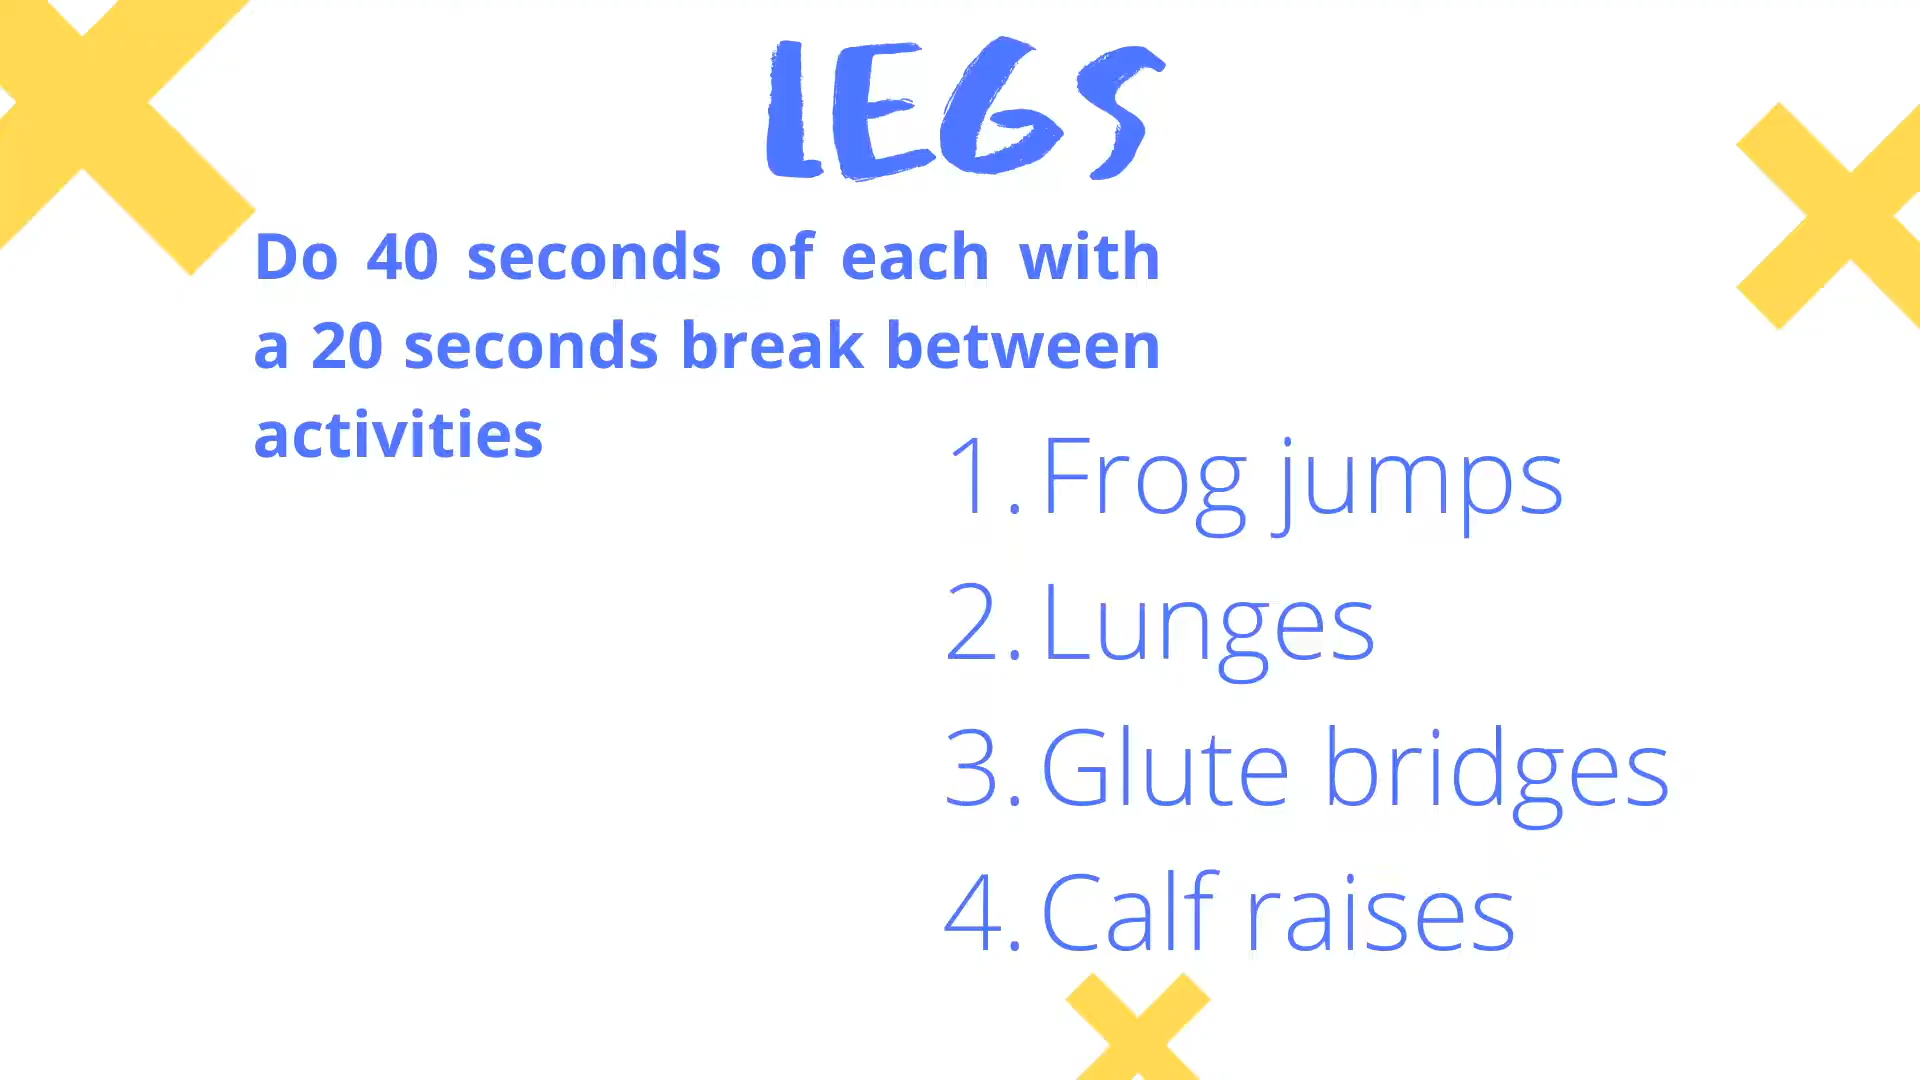 LEGS
Do 40 seconds of each with
a 20 seconds break between
activities
1. Frog jumps
2. Lunges
3. Glute bridges
4. Calf raises